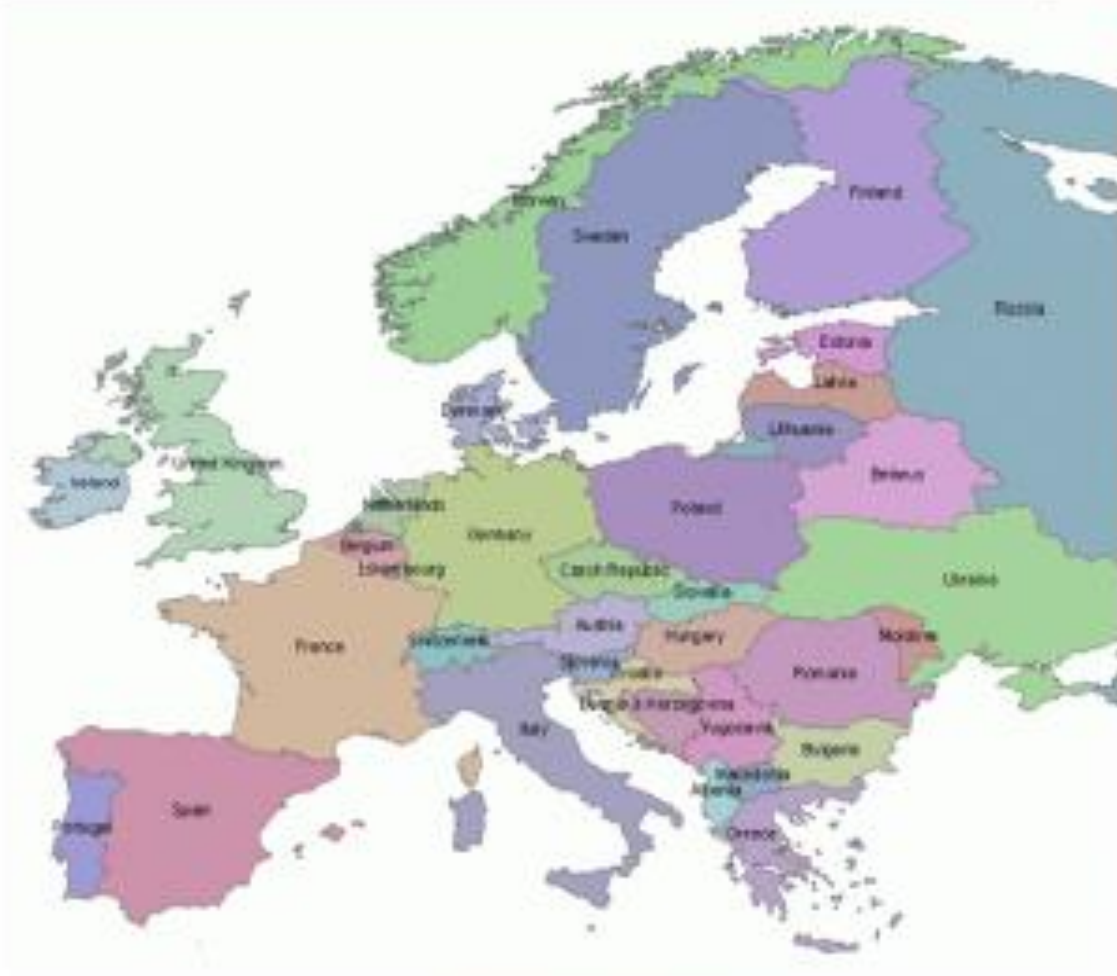 Norway
Finland
Sweden
Russia
Estonia
Latvia
Denmark
Lithuania
United Kingdom
Ireland
Belarus
Netherlands
Poland
Germany
Belgium
Luxembourg
Czech Republic
Ukraine
Slovakia
Austria
France
Switzerland
Hungary
Moldova
Slovenia
Croatia
Romania
Bosnia & Herzegovina
Italy
Yugoslavia
Bulgaria
Macedonia
Albania
Spain
Portugal
Greece